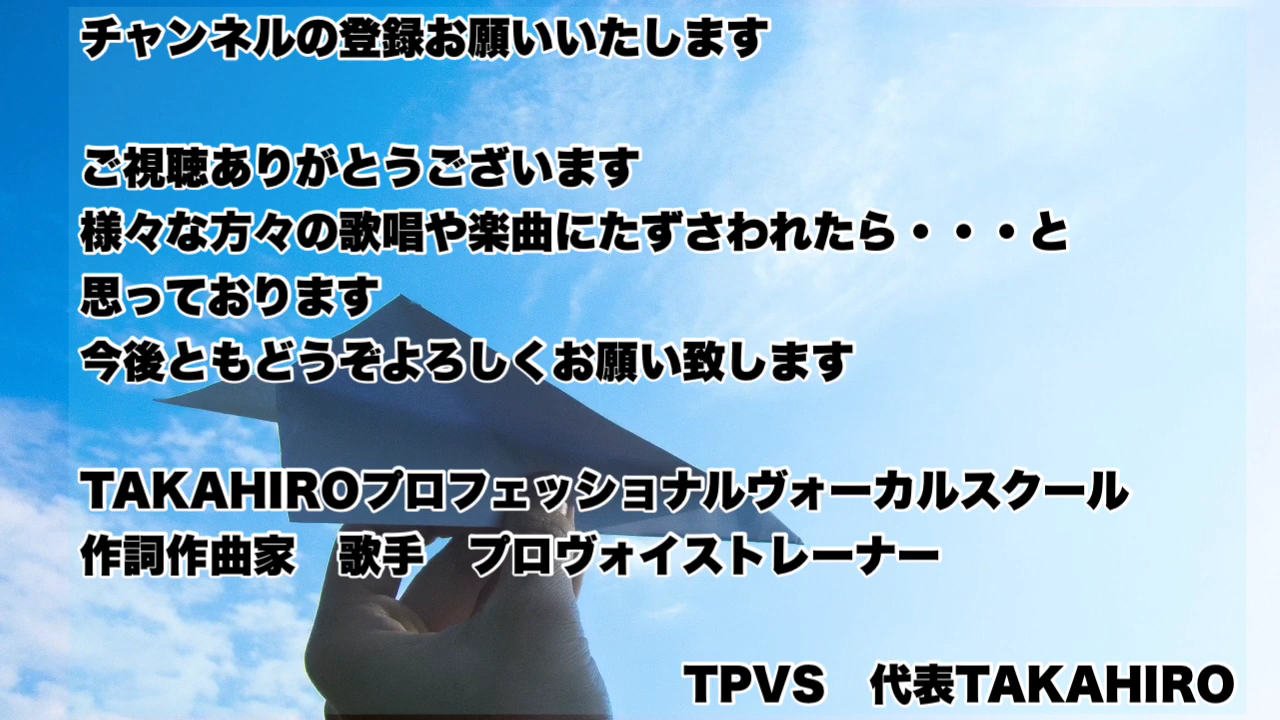 チャンネルの登録お願いいたします
ご視聴ありがとうございます
様々な方々の歌唱や楽曲にたずさわれたら・・・と
思っております
今後ともどうぞよろしくお願い致します
TAKAHIROプロフェッショナルヴォーカルスクール
作詞作曲家　歌手　プロヴォイストレーナー
TPVS　代表TAKAHIRO